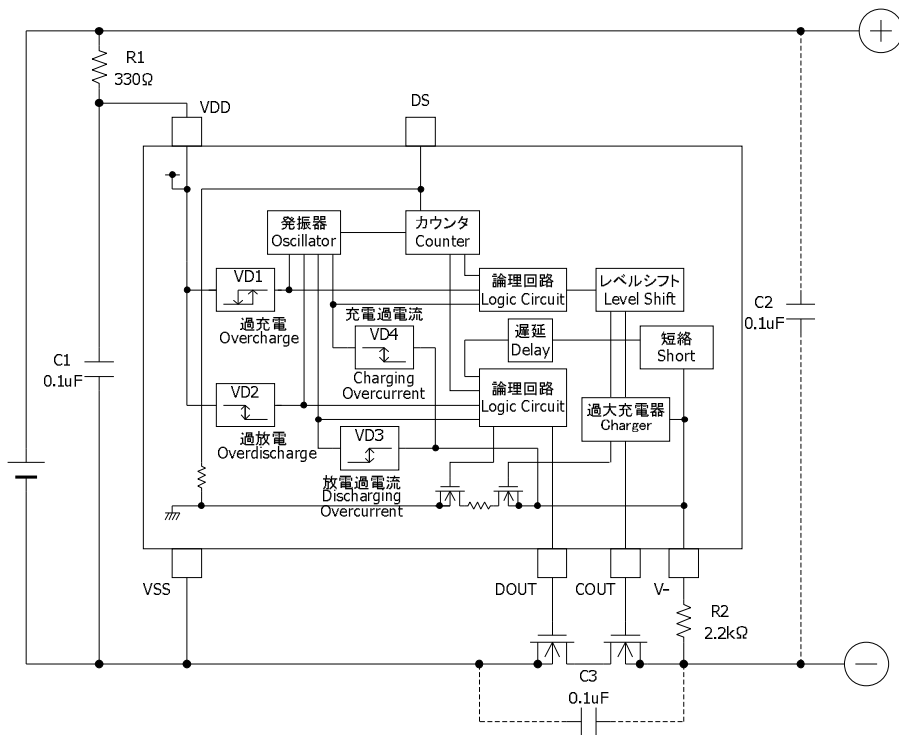 +
R1
330Ω
VDD
DS
発振器
Oscillator
カウンタ
Counter
VD1
過充電
Overcharge
論理回路
Logic Circuit
レベルシフト
Level Shift
C2
0.1uF
充電過電流
VD4
Charging
Overcurrent
遅延
Delay
短絡
Short
C1
0.1uF
VD2
過放電
Overdischarge
論理回路
Logic Circuit
過大充電器
Charger
VD3
放電過電流
Discharging
Overcurrent
VSS
DOUT
COUT
V-
R2
2.2kΩ
C3
0.1uF
−